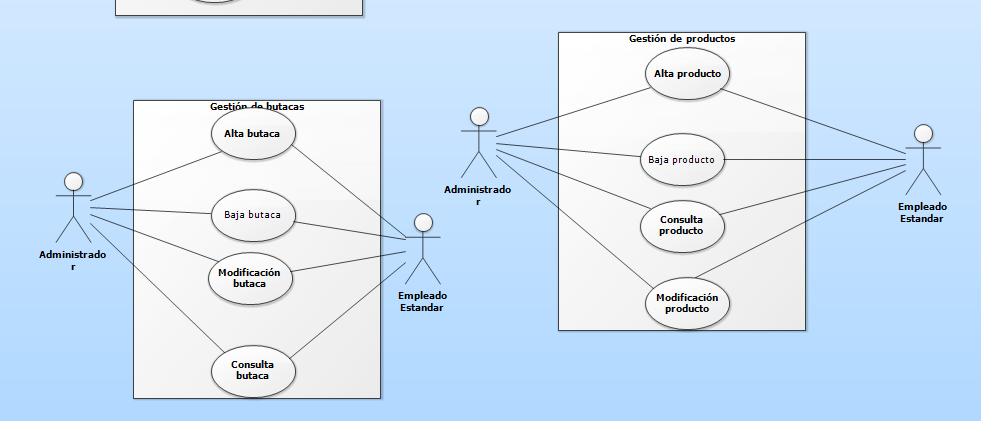 Gestión de butacas
Alta butaca
Baja butaca
Modificación
butaca
Consulta
butaca
Administrado
r
Empleado
Estandar
Gestión de productos
Alta producto
Baja producto
Consulta
producto
Modificación
producto
Administrado
r
Empleado
Estandar